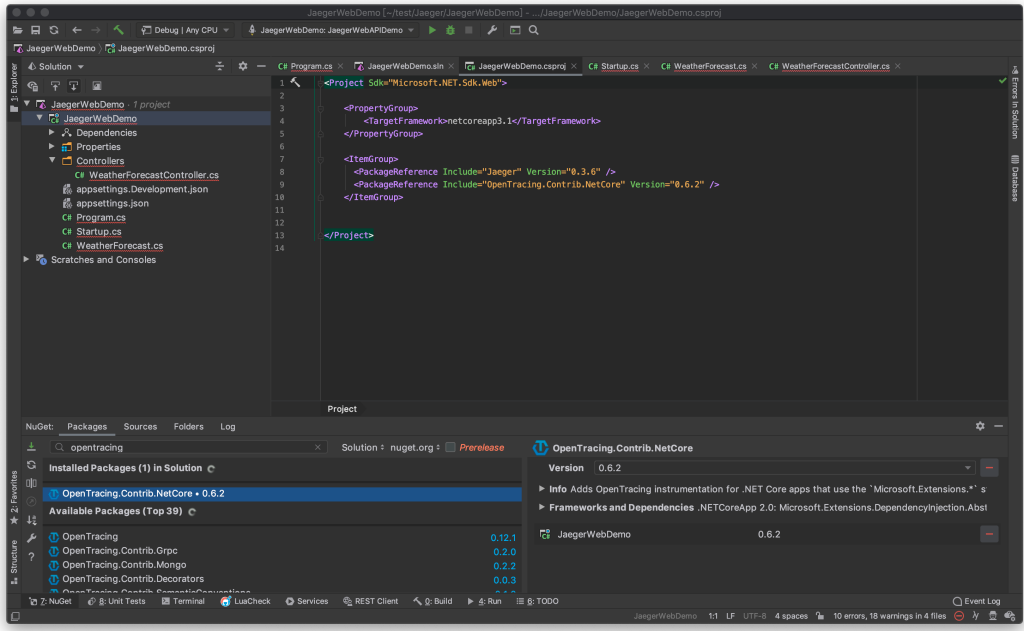 JaegerWebDemo [~/test/Jaeger/JaegerWebDemo] - .../JaegerWebDemo/JaegerWebDemo.csproj
Debug | Any CPU
JaegerWebDemo: JaegerWebAPIDemo
JaegerWebDemo
JaegerWebDemo.csproj
1: Explorer
Solution
Program.cs
JaegerWebDemo.sln
JaegerWebDemo.csproj
Startup.cs
WeatherForecast.cs
WeatherForecastController.cs
JaegerWebDemo · 1 project
JaegerWebDemo
Dependencies
Properties
Controllers
C# WeatherForecastController.cs
appsettings.Development.json
appsettings.json
C# Program.cs
C# Startup.cs
C# WeatherForecast.cs
Scratches and Consoles
1 <Project Sdk="Microsoft.NET.Sdk.Web">
2
3 <PropertyGroup>
4 <TargetFramework>netcoreapp3.1</TargetFramework>
5 </PropertyGroup>
6
7 <ItemGroup>
8 <PackageReference Include="Jaeger" Version="0.3.6" />
9 <PackageReference Include="OpenTracing.Contrib.NetCore" Version="0.6.2" />
10 </ItemGroup>
11
12
13 </Project>
14
Errors In Solution
Database
Project
NuGet: Packages Sources Folders Log
opentracing
Solution
nuget.org
Prerelease
Installed Packages (1) in Solution
OpenTracing.Contrib.NetCore • 0.6.2
Available Packages (Top 39)
OpenTracing 0.12.1
OpenTracing.Contrib.Grpc 0.2.0
OpenTracing.Contrib.Mongo 0.2.2
OpenTracing.Contrib.Decorators 0.0.3
OpenTracing.Contrib.SemanticConventions 0.1.0
OpenTracing.Contrib.NetCore
Version 0.6.2
Info Adds OpenTracing instrumentation for .NET Core apps that use the `Microsoft.Extensions.*` s
Frameworks and Dependencies .NETCoreApp 2.0: Microsoft.Extensions.DependencyInjection.Abst
JaegerWebDemo 0.6.2
2: Favorites
Structure
7: NuGet
8: Unit Tests
Terminal
LuaCheck
Services
REST Client
0: Build
4: Run
6: TODO
Event Log
JaegerWebDemo 1:1 LF UTF-8 4 spaces 10 errors, 18 warnings in 4 files